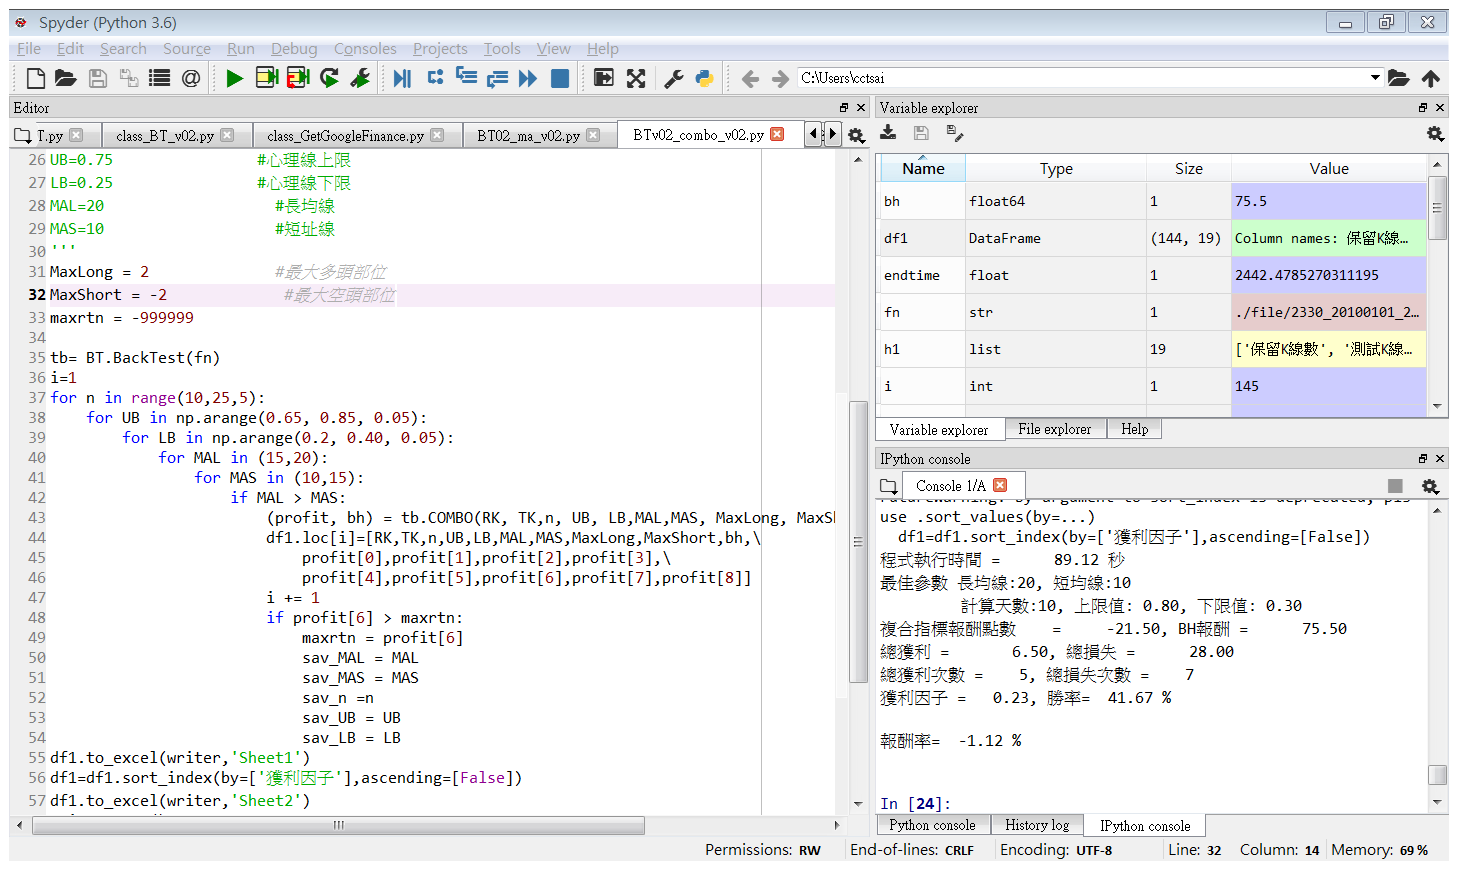 Spyder (Python 3.6)
File Edit Search Source Run Debug Consoles Projects Tools View Help
C:\Users\cctsai
Editor
T.py class_BT_v02.py class_GetGoogleFinance.py BT02_ma_v02.py BTv02_combo_v02.py
26 UB=0.75 #心理線上限
27 LB=0.25 #心理線下限
28 MAL=20 #長均線
29 MAS=10 #短址線
30 '''
31 MaxLong = 2 #最大多頭部位
32 MaxShort = -2 #最大空頭部位
33 maxrtn = -999999
34
35 tb= BT.BackTest(fn)
36 i=1
37 for n in range(10,25,5):
38 for UB in np.arange(0.65, 0.85, 0.05):
39 for LB in np.arange(0.2, 0.40, 0.05):
40 for MAL in (15,20):
41 for MAS in (10,15):
42 if MAL > MAS:
43 (profit, bh) = tb.COMBO(RK, TK,n, UB, LB,MAL,MAS, MaxLong, MaxSh
44 df1.loc[i]=[RK,TK,n,UB,LB,MAL,MAS,MaxLong,MaxShort,bh,\
45 profit[0],profit[1],profit[2],profit[3],\
46 profit[4],profit[5],profit[6],profit[7],profit[8]]
47 i += 1
48 if profit[6] > maxrtn:
49 maxrtn = profit[6]
50 sav_MAL = MAL
51 sav_MAS = MAS
52 sav_n =n
53 sav_UB = UB
54 sav_LB = LB
55 df1.to_excel(writer,'Sheet1')
56 df1=df1.sort_index(by=['獲利因子'],ascending=[False])
57 df1.to_excel(writer,'Sheet2')
Variable explorer
Name Type Size Value
bh float64 1 75.5
df1 DataFrame (144, 19) Column names: 保留K線…
endtime float 1 2442.4785270311195
fn str 1 ./file/2330_20100101_2…
h1 list 19 ['保留K線數', '測試K線…
i int 1 145
Variable explorer File explorer Help
IPython console
Console 1/A
FutureWarning: by argument to sort_index is deprecated, pls
use .sort_values(by=...)
df1=df1.sort_index(by=['獲利因子'],ascending=[False])
程式執行時間 = 89.12 秒
最佳參數 長均線:20, 短均線:10
計算天數:10, 上限值: 0.80, 下限值: 0.30
複合指標報酬點數 = -21.50, BH報酬 = 75.50
總獲利 = 6.50, 總損失 = 28.00
總獲利次數 = 5, 總損失次數 = 7
獲利因子 = 0.23, 勝率= 41.67 %
報酬率= -1.12 %
In [24]:
Python console History log IPython console
Permissions: RW End-of-lines: CRLF Encoding: UTF-8 Line: 32 Column: 14 Memory: 69 %